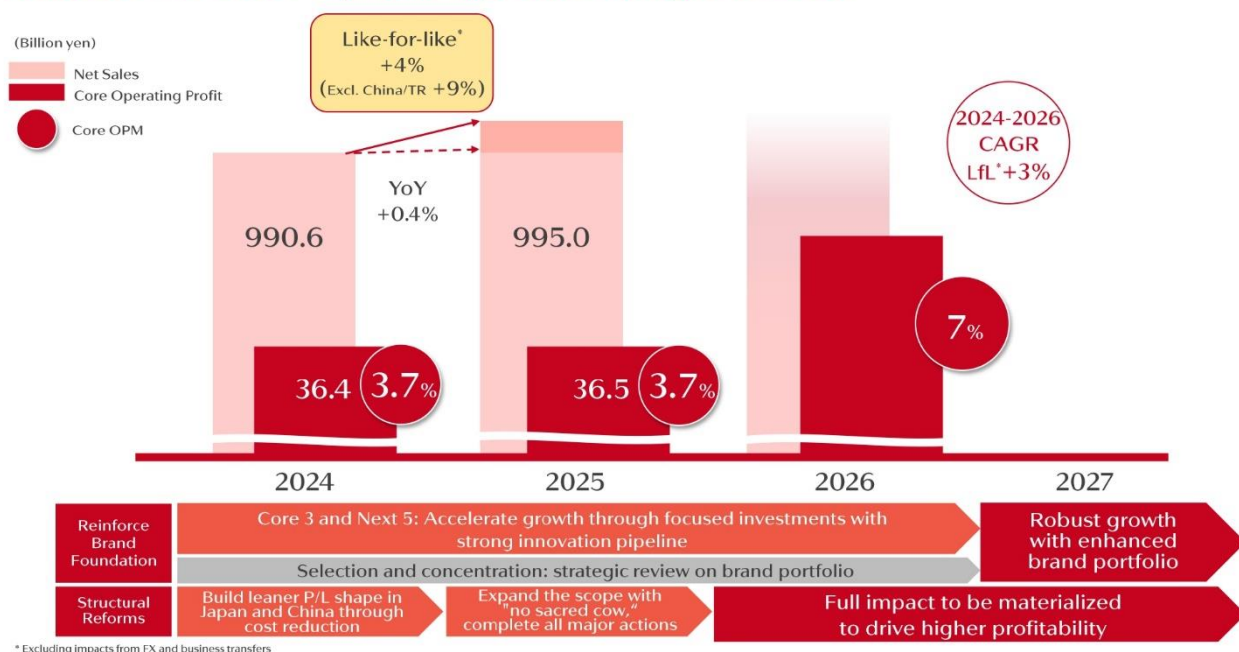 (Billion yen)
Net Sales
Core Operating Profit
Core OPM
Like-for-like*
+4%
(Excl. China/TR +9%)
2024-2026
CAGR
LfL*+3%
YoY
+0.4%
990.6
995.0
36.4
3.7%
36.5
3.7%
7%
2024
2025
2026
2027
Reinforce
Brand
Foundation
Core 3 and Next 5: Accelerate growth through focused investments with
strong innovation pipeline
Selection and concentration: strategic review on brand portfolio
Robust growth
with enhanced
brand portfolio
Structural
Reforms
Build leaner P/L shape in
Japan and China through
cost reduction
Expand the scope with
"no sacred cow,"
complete all major actions
Full impact to be materialized
to drive higher profitability
* Excluding impacts from FX and business transfers